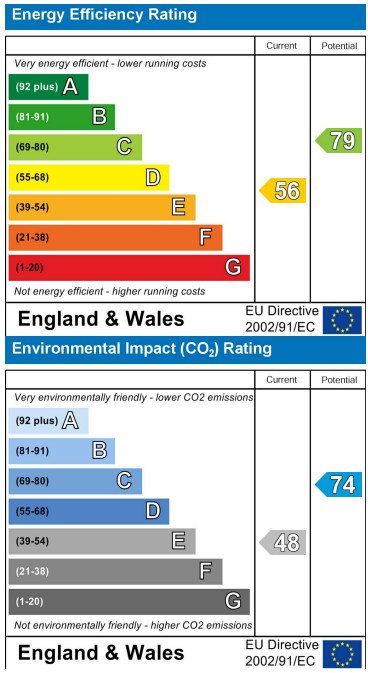 Energy Efficiency Rating
Current Potential
Very energy efficient - lower running costs
(92 plus) A
(81-91) B
(69-80) C
(55-68) D
(39-54) E
(21-38) F
(1-20) G
79
56
Not energy efficient - higher running costs
England & Wales
EU Directive
2002/91/EC
Environmental Impact (CO₂) Rating
Current Potential
Very environmentally friendly - lower CO2 emissions
(92 plus) A
(81-91) B
(69-80) C
(55-68) D
(39-54) E
(21-38) F
(1-20) G
74
48
Not environmentally friendly - higher CO2 emissions
England & Wales
EU Directive
2002/91/EC